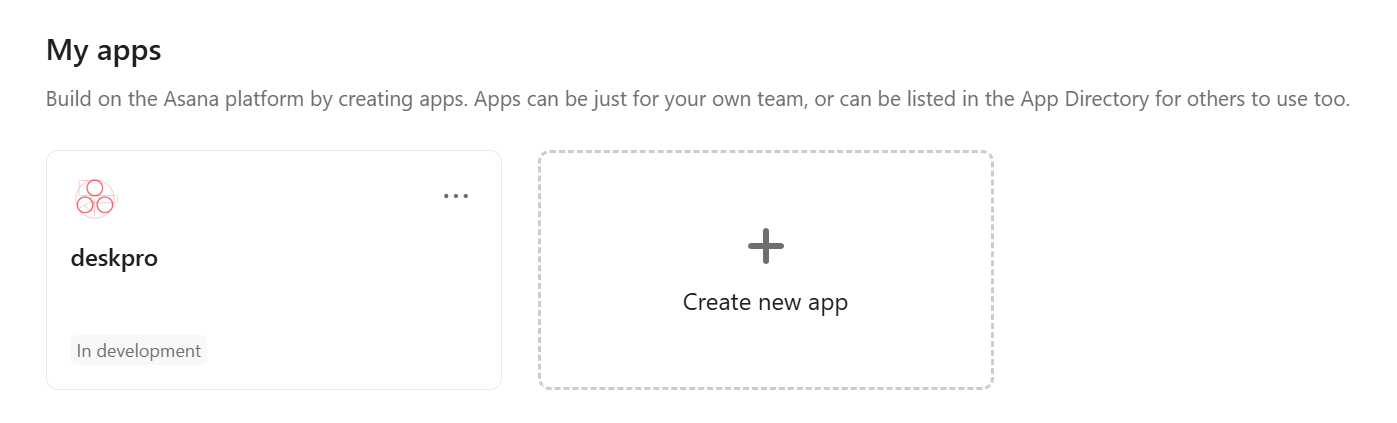 My apps
Build on the Asana platform by creating apps. Apps can be just for your own team, or can be listed in the App Directory for others to use too.
deskpro
In development
Create new app